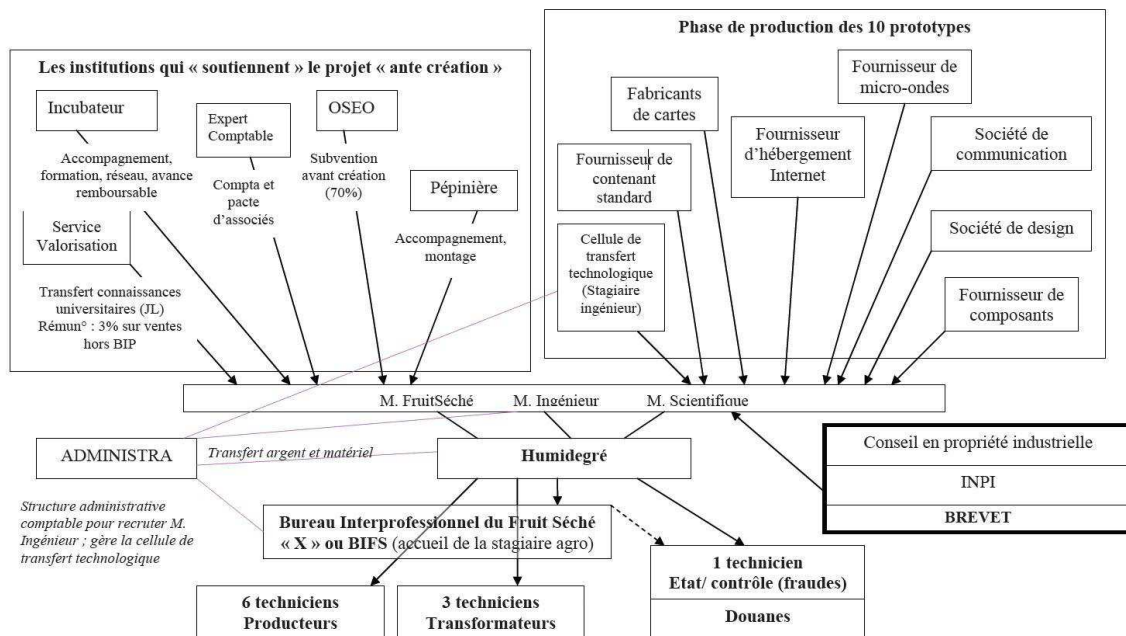 Les institutions qui « soutiennent » le projet « ante création »
Incubateur
Accompagnement,
formation, réseau, avance
remboursable
Service
Valorisation
Transfert connaissances
universitaires (JL)
Rémun° : 3% sur ventes
hors BIP
Expert
Comptable
Compta et
pacte
d’associés
OSEO
Subvention
avant création
(70%)
Pépinière
Accompagnement,
montage
Phase de production des 10 prototypes
Fournisseur de
contenant
standard
Cellule de
transfert
technologique
(Stagiaire
ingénieur)
Fabricants
de cartes
Fournisseur
d’hébergement
Internet
Fournisseur de
micro-ondes
Société de
communication
Société de design
Fournisseur de
composants
M. FruitSéché M. Ingénieur M. Scientifique
ADMINISTRA
Transfert argent et matériel
Humidegré
Structure administrative
comptable pour recruter M.
Ingénieur ; gère la cellule de
transfert technologique
Bureau Interprofessionnel du Fruit Séché
« X » ou BIFS (accueil de la stagiaire agro)
Conseil en propriété industrielle
INPI
BREVET
6 techniciens
Producteurs
3 techniciens
Transformateurs
1 technicien
Etat/ contrôle (fraudes)
Douanes